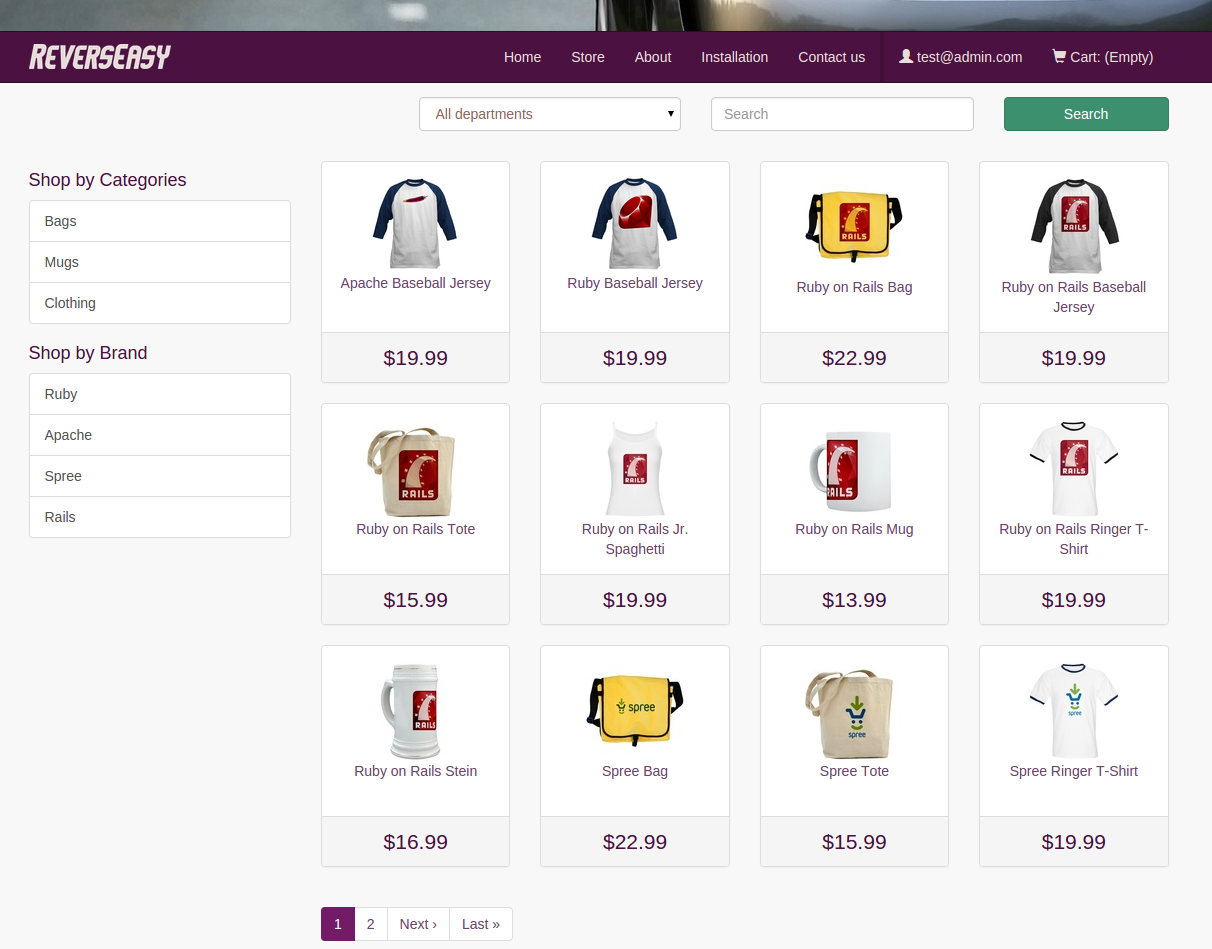 ReversEasy
Home Store About Installation Contact us test@admin.com Cart: (Empty)
All departments Search Search
Shop by Categories
Bags
Mugs
Clothing
Shop by Brand
Ruby
Apache
Spree
Rails
Apache Baseball Jersey
$19.99
Ruby Baseball Jersey
$19.99
RAILS
Ruby on Rails Bag
$22.99
RAILS
Ruby on Rails Baseball
Jersey
$19.99
RAILS
Ruby on Rails Tote
$15.99
RAILS
Ruby on Rails Jr.
Spaghetti
$19.99
RAILS
Ruby on Rails Mug
$13.99
RAILS
Ruby on Rails Ringer T-
Shirt
$19.99
RAILS
Ruby on Rails Stein
$16.99
spree
Spree Bag
$22.99
spree
Spree Tote
$15.99
spree
Spree Ringer T-Shirt
$19.99
1 2 Next › Last »